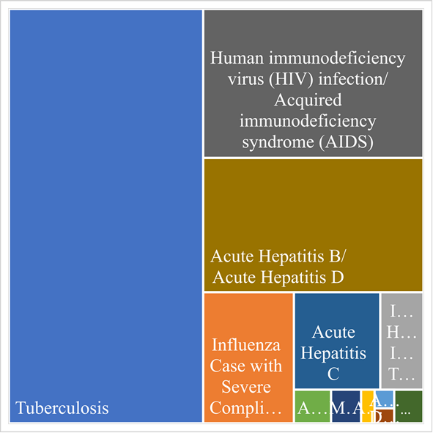 Tuberculosis
Human immunodeficiency
virus (HIV) infection/
Acquired
immunodeficiency
syndrome (AIDS)
Acute Hepatitis B/
Acute Hepatitis D
Influenza
Case with
Severe
Compli…
Acute
Hepatitis
C
I…
H…
I…
T…
A…
M…
A…
A…
…